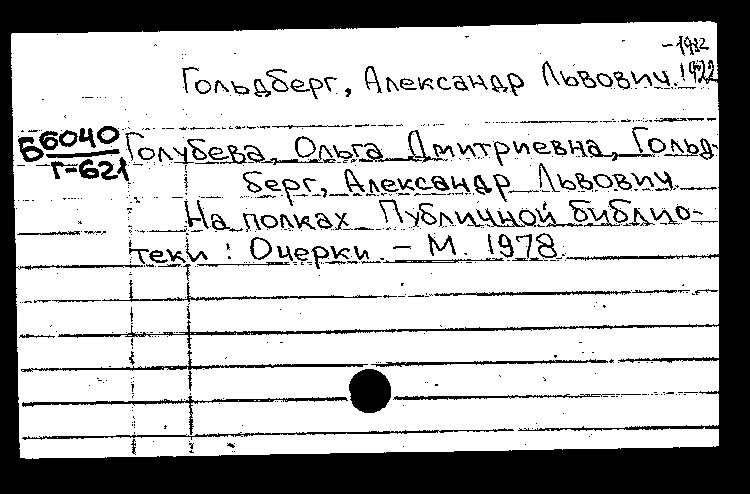 -1982
Гольдберг, Александр Львович. 1922
Б6040
Г-621
Голубева, Ольга Дмитриевна, Гольд-
берг, Александр Львович
На полках Публичной библио-
теки: Очерки. - М. 1978.